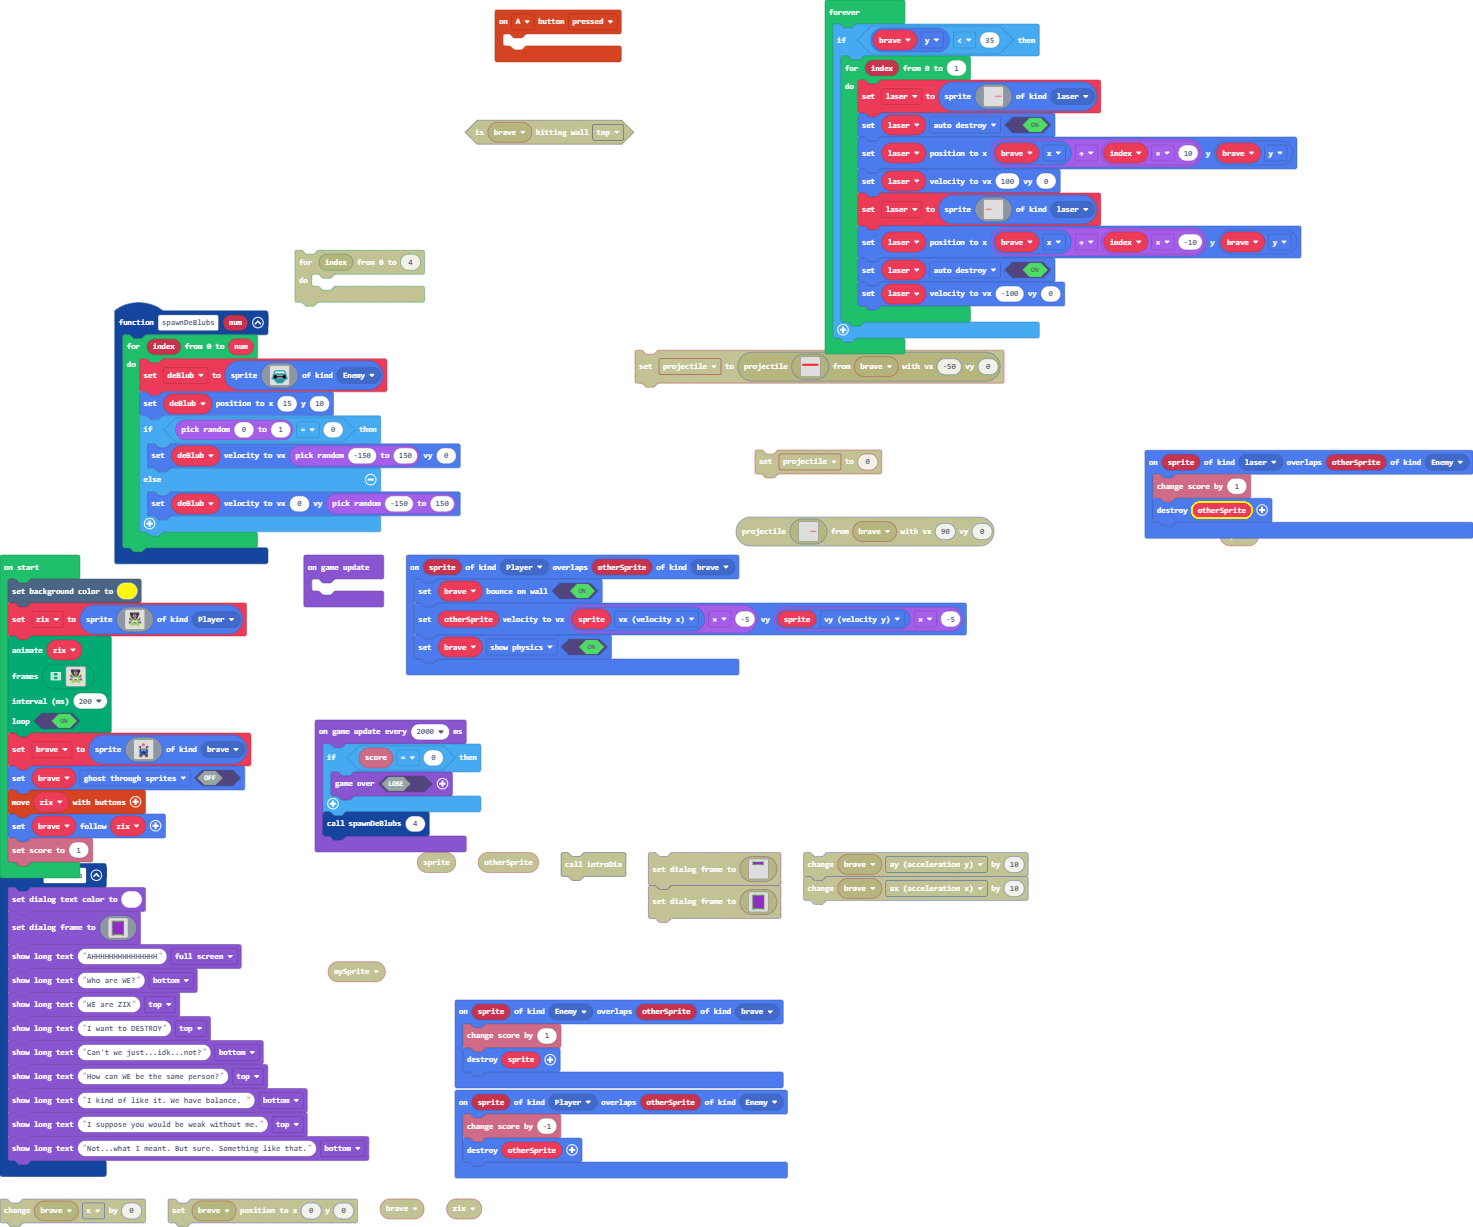 on A button pressed
forever
if brave y < 35 then
for index from 0 to 1
do
set laser to sprite of kind laser
set laser auto destroy ON
set laser position to x brave x + index × 10 y brave y
set laser velocity to vx 100 vy 0
set laser to sprite of kind laser
set laser position to x brave x + index × -10 y brave y
set laser auto destroy ON
set laser velocity to vx -100 vy 0
is brave hitting wall top
for index from 0 to 4
do
function spawnDeBlubs num
for index from 0 to num
do
set deBlub to sprite of kind Enemy
set deBlub position to x 15 y 10
if pick random 0 to 1 = 0 then
set deBlub velocity to vx pick random -150 to 150 vy 0
else
set deBlub velocity to vx 0 vy pick random -150 to 150
set projectile to projectile from brave with vx -50 vy 0
set projectile to 0
projectile from brave with vx 90 vy 0
on sprite of kind laser overlaps otherSprite of kind Enemy
change score by 1
destroy otherSprite
on start
set background color to
set zix to sprite of kind Player
animate zix
frames
interval (ms) 200
loop ON
set brave to sprite of kind brave
set brave ghost through sprites OFF
move zix with buttons
set brave follow zix
set score to 1
on game update
on sprite of kind Player overlaps otherSprite of kind brave
set brave bounce on wall ON
set otherSprite velocity to vx sprite vx (velocity x) × -5 vy sprite vy (velocity y) × -5
set brave show physics ON
on game update every 2000 ms
if score = 0 then
game over LOSE
call spawnDeBlubs 4
sprite
otherSprite
call introDia
set dialog frame to
set dialog frame to
change brave ay (acceleration y) by 10
change brave ax (acceleration x) by 10
set dialog text color to
set dialog frame to
show long text "AHHHHHHHHHHHHHH" full screen
show long text "Who are WE?" bottom
show long text "WE are ZIX" top
show long text "I want to DESTROY" top
show long text "Can't we just...idk...not?" bottom
show long text "How can WE be the same person?" top
show long text "I kind of like it. We have balance. " bottom
show long text "I suppose you would be weak without me." top
show long text "Not...what I meant. But sure. Something like that." bottom
mySprite
on sprite of kind Enemy overlaps otherSprite of kind brave
change score by 1
destroy sprite
on sprite of kind Player overlaps otherSprite of kind Enemy
change score by -1
destroy otherSprite
change brave x by 0
set brave position to x 0 y 0
brave
zix